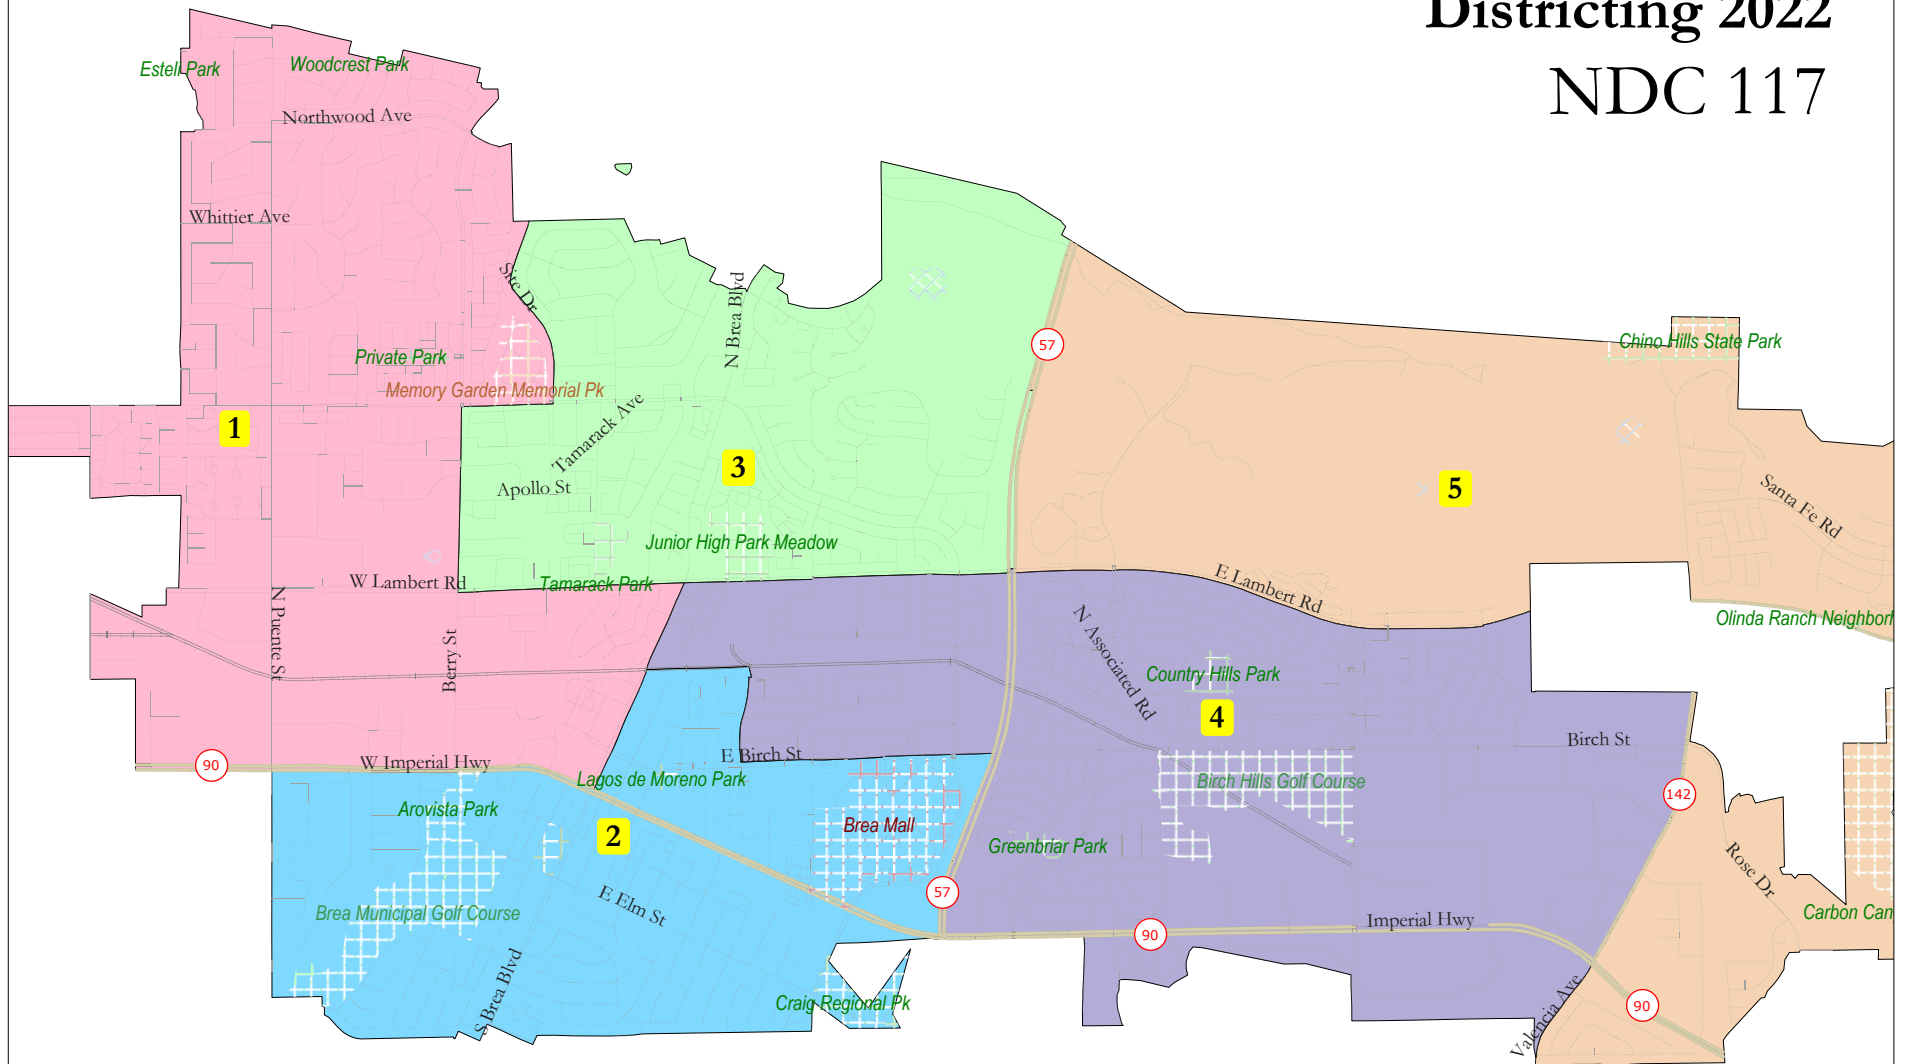 Districting 2022
NDC 117
Estell Park
Woodcrest Park
Northwood Ave
Whittier Ave
Site Dr
N Brea Blvd
57
Chino Hills State Park
Private Park
Memory Garden Memorial Pk
1
Tamarack Ave
3
Apollo St
5
Santa Fe Rd
Junior High Park Meadow
W Lambert Rd
Tamarack Park
E Lambert Rd
N Puente St
Berry St
N Associated Rd
Olinda Ranch Neighborh
Country Hills Park
4
90
W Imperial Hwy
E Birch St
Birch St
Lagos de Moreno Park
Birch Hills Golf Course
142
Arovista Park
2
Brea Mall
Greenbriar Park
Rose Dr
57
E Elm St
Brea Municipal Golf Course
90
Imperial Hwy
Carbon Can
S Brea Blvd
Craig Regional Pk
Valencia Ave
90